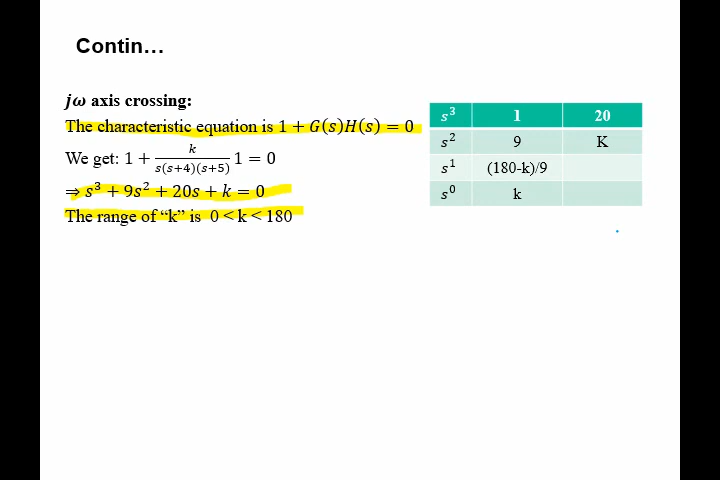 Contin…
jω axis crossing:
The characteristic equation is 1 + G(s)H(s) = 0
We get: 1 + k/(s(s+4)(s+5)) 1 = 0
⇒ s³ + 9s² + 20s + k = 0
The range of “k” is 0 < k < 180
s³ 1 20
s² 9 K
s¹ (180-k)/9
s⁰ k